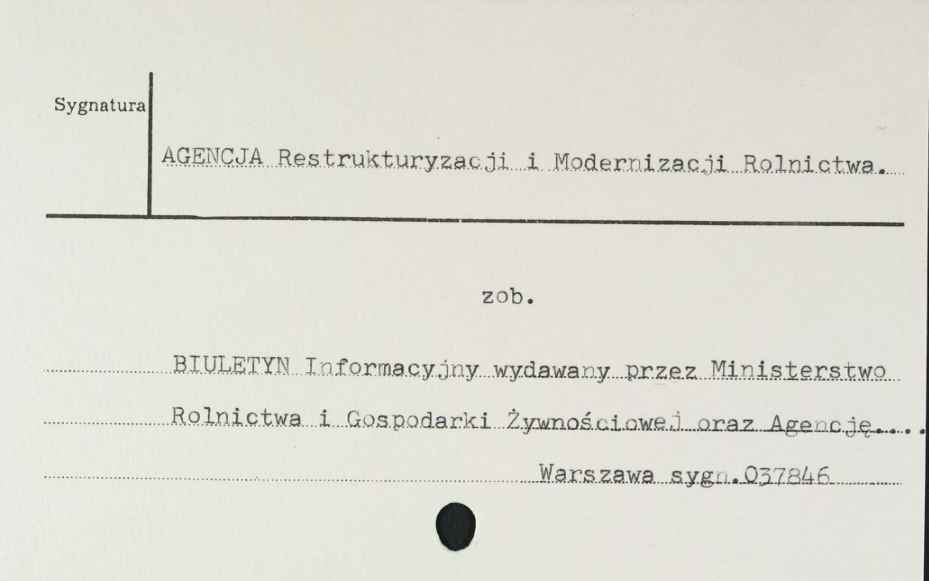 Sygnatura
AGENCJA Restrukturyzacji i Modernizacji Rolnictwa.
zob.
BIULETYN Informacyjny wydawany przez Ministerstwo
Rolnictwa i Gospodarki Żywnościowej oraz Agencję....
Warszawa sygn.037846